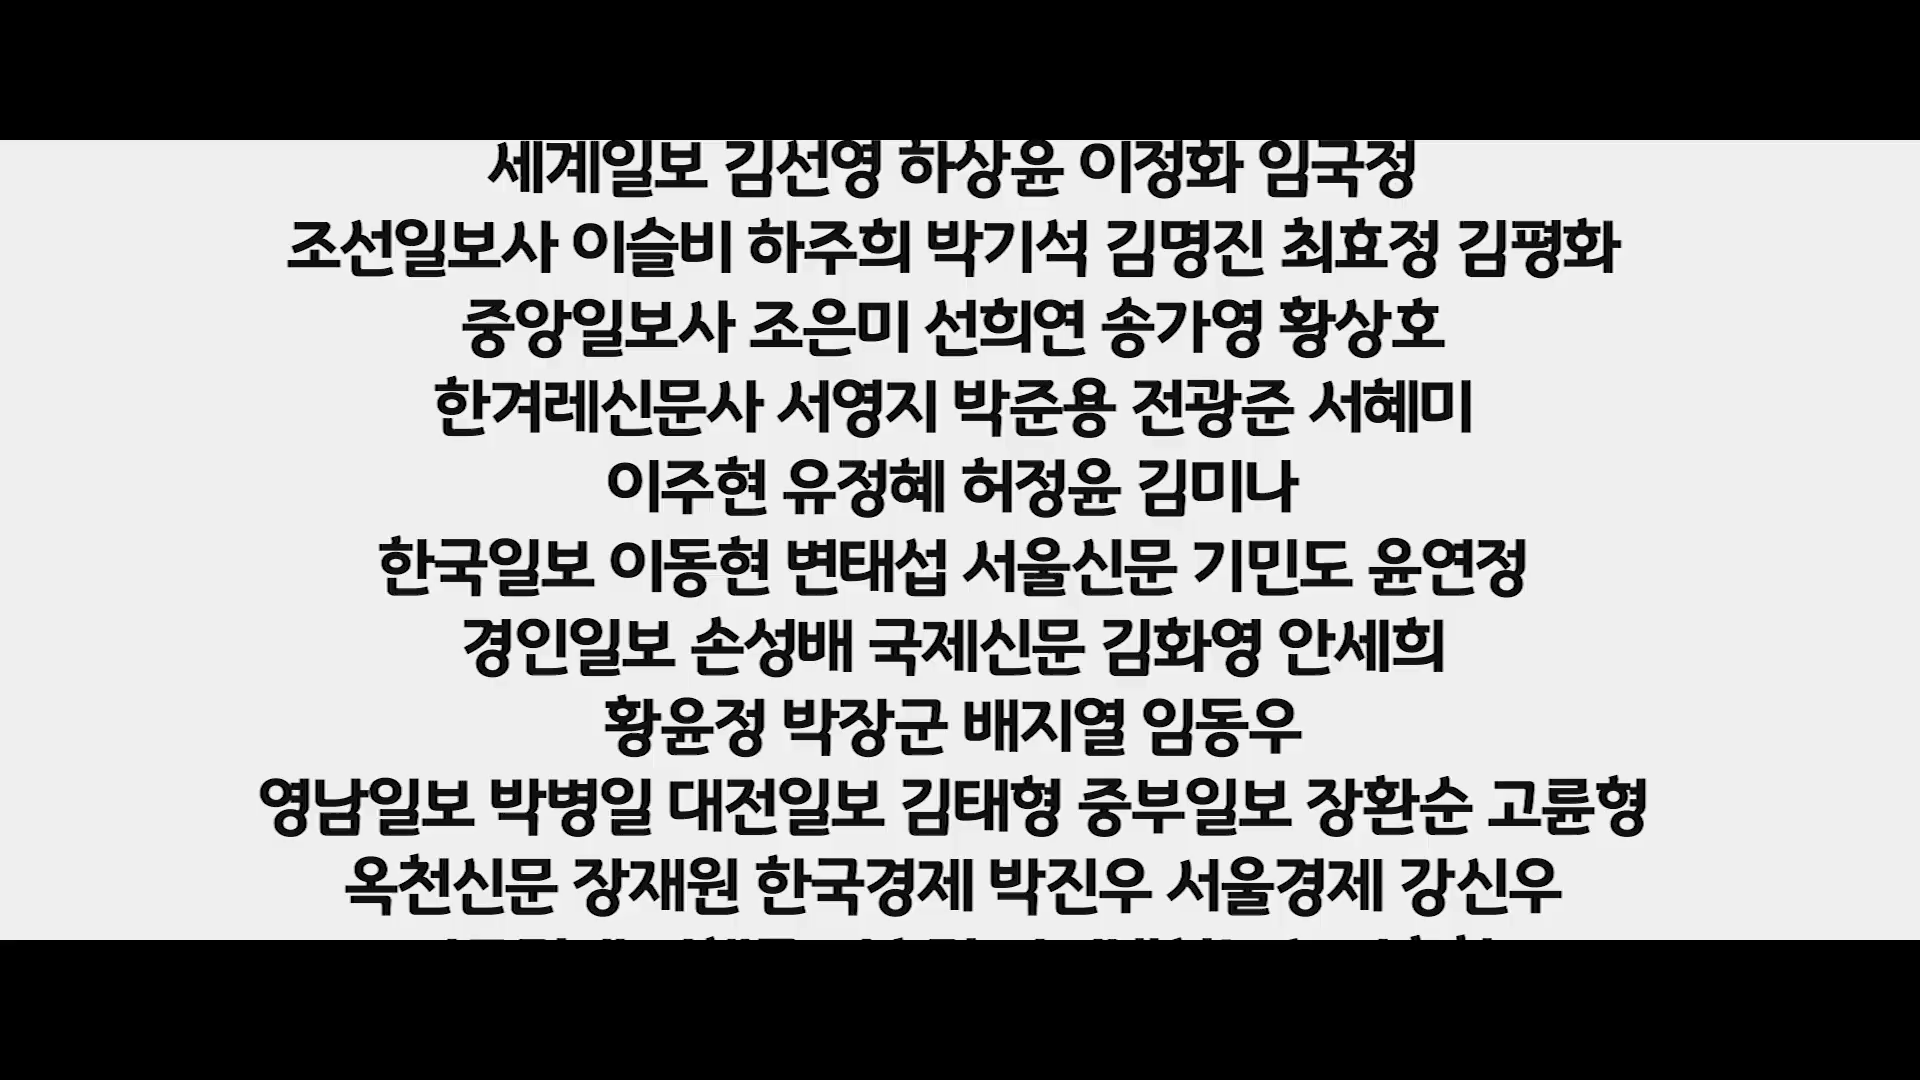 세계일보 김선영 하상윤 이정화 임국정
조선일보사 이슬비 하주희 박기석 김명진 최효정 김평화
중앙일보사 조은미 선희연 송가영 황상호
한겨레신문사 서영지 박준용 전광준 서혜미
이주현 유정혜 허정윤 김미나
한국일보 이동현 변태섭 서울신문 기민도 윤연정
경인일보 손성배 국제신문 김화영 안세희
황윤정 박장군 배지열 임동우
영남일보 박병일 대전일보 김태형 중부일보 장환순 고륜형
옥천신문 장재원 한국경제 박진우 서울경제 강신우